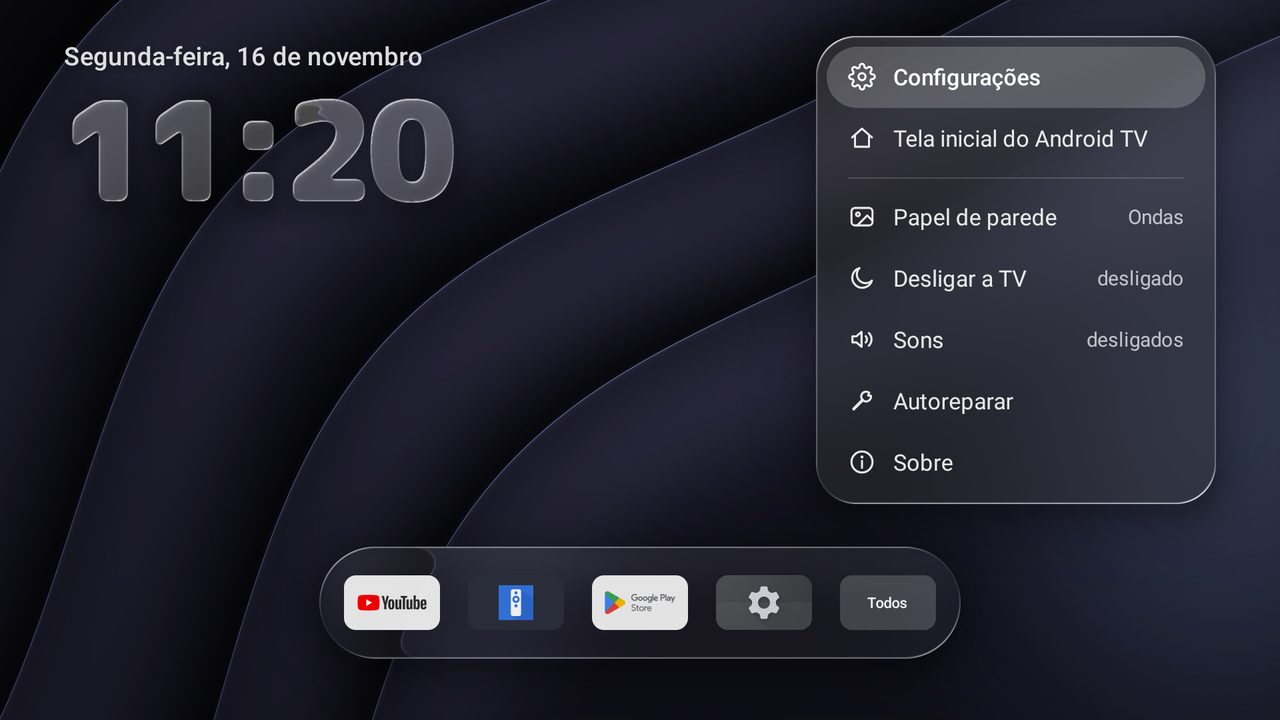 Segunda-feira, 16 de novembro
11:20
Configurações
Tela inicial do Android TV
Papel de parede Ondas
Desligar a TV desligado
Sons desligados
Autoreparar
Sobre
YouTube
Google Play
Store
Todos